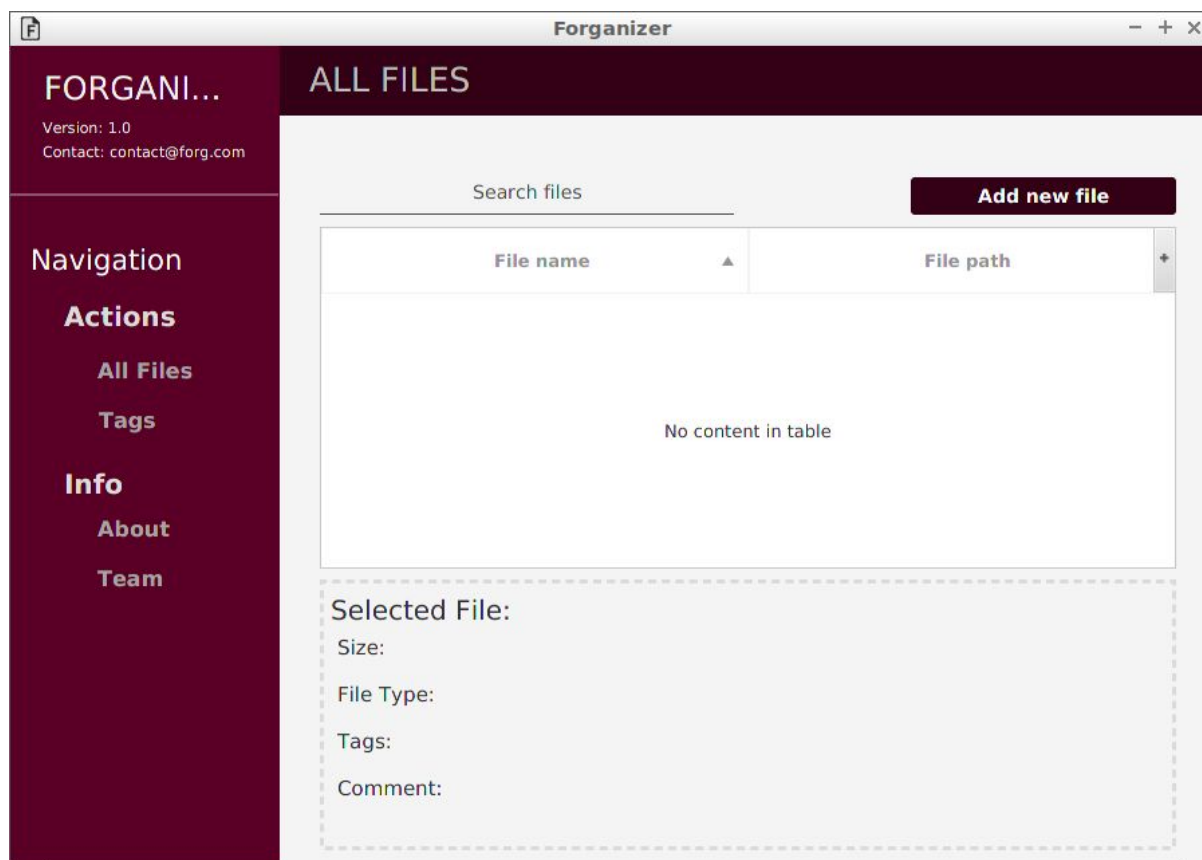 F
Forganizer
FORGANI...
Version: 1.0
Contact: contact@forg.com
Navigation
Actions
All Files
Tags
Info
About
Team
ALL FILES
Search files
Add new file
File name
File path
No content in table
Selected File:
Size:
File Type:
Tags:
Comment: